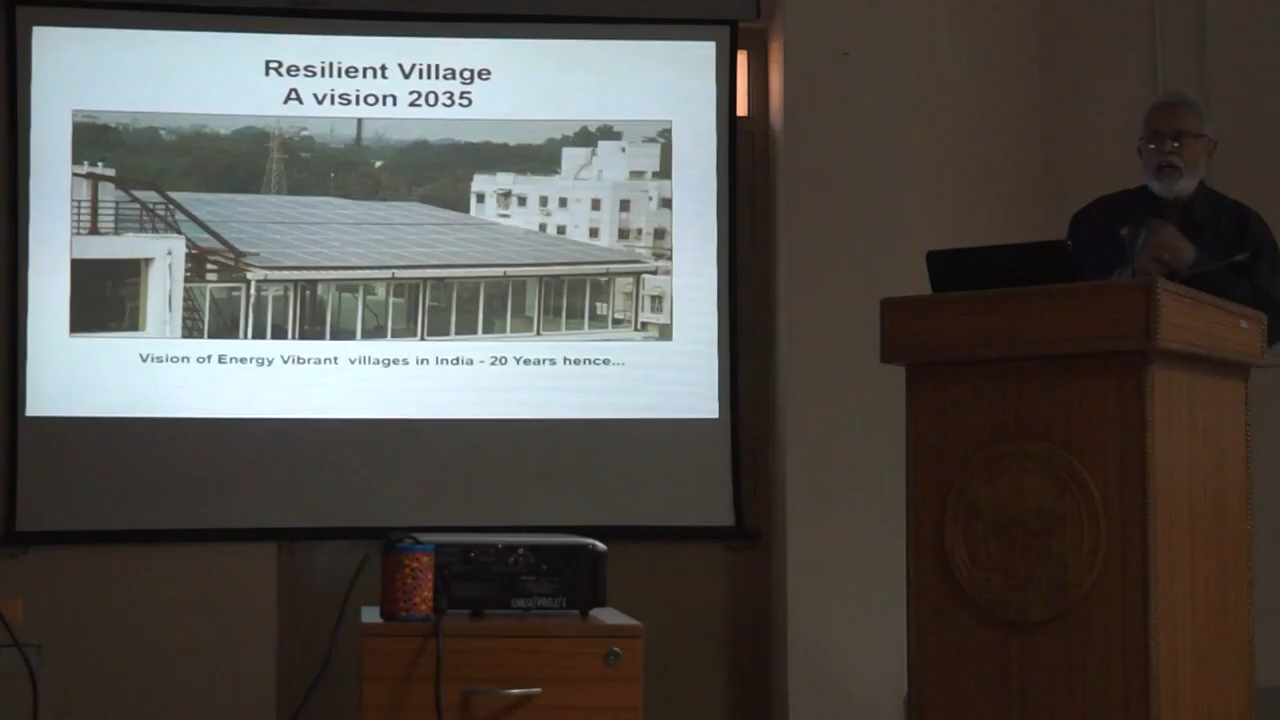 Resilient Village
A vision 2035
Vision of Energy Vibrant villages in India - 20 Years hence...